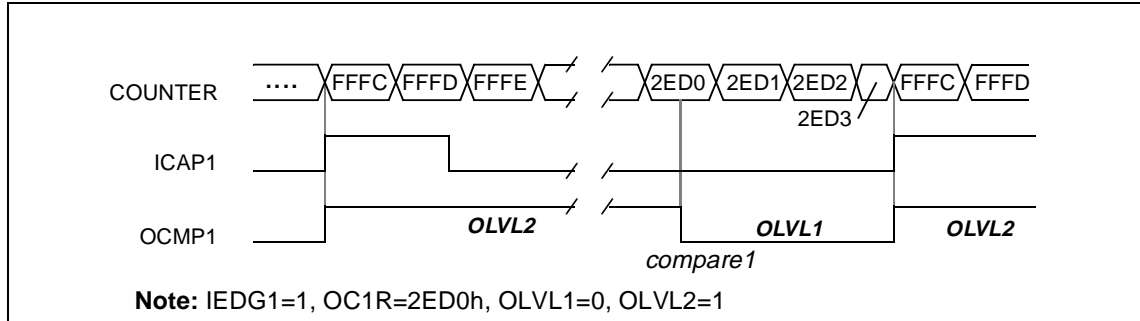 COUNTER .... FFFC FFFD FFFE 2ED0 2ED1 2ED2 FFFC FFFD
2ED3
ICAP1
OCMP1 OLVL2 OLVL1 OLVL2
compare1
Note: IEDG1=1, OC1R=2ED0h, OLVL1=0, OLVL2=1